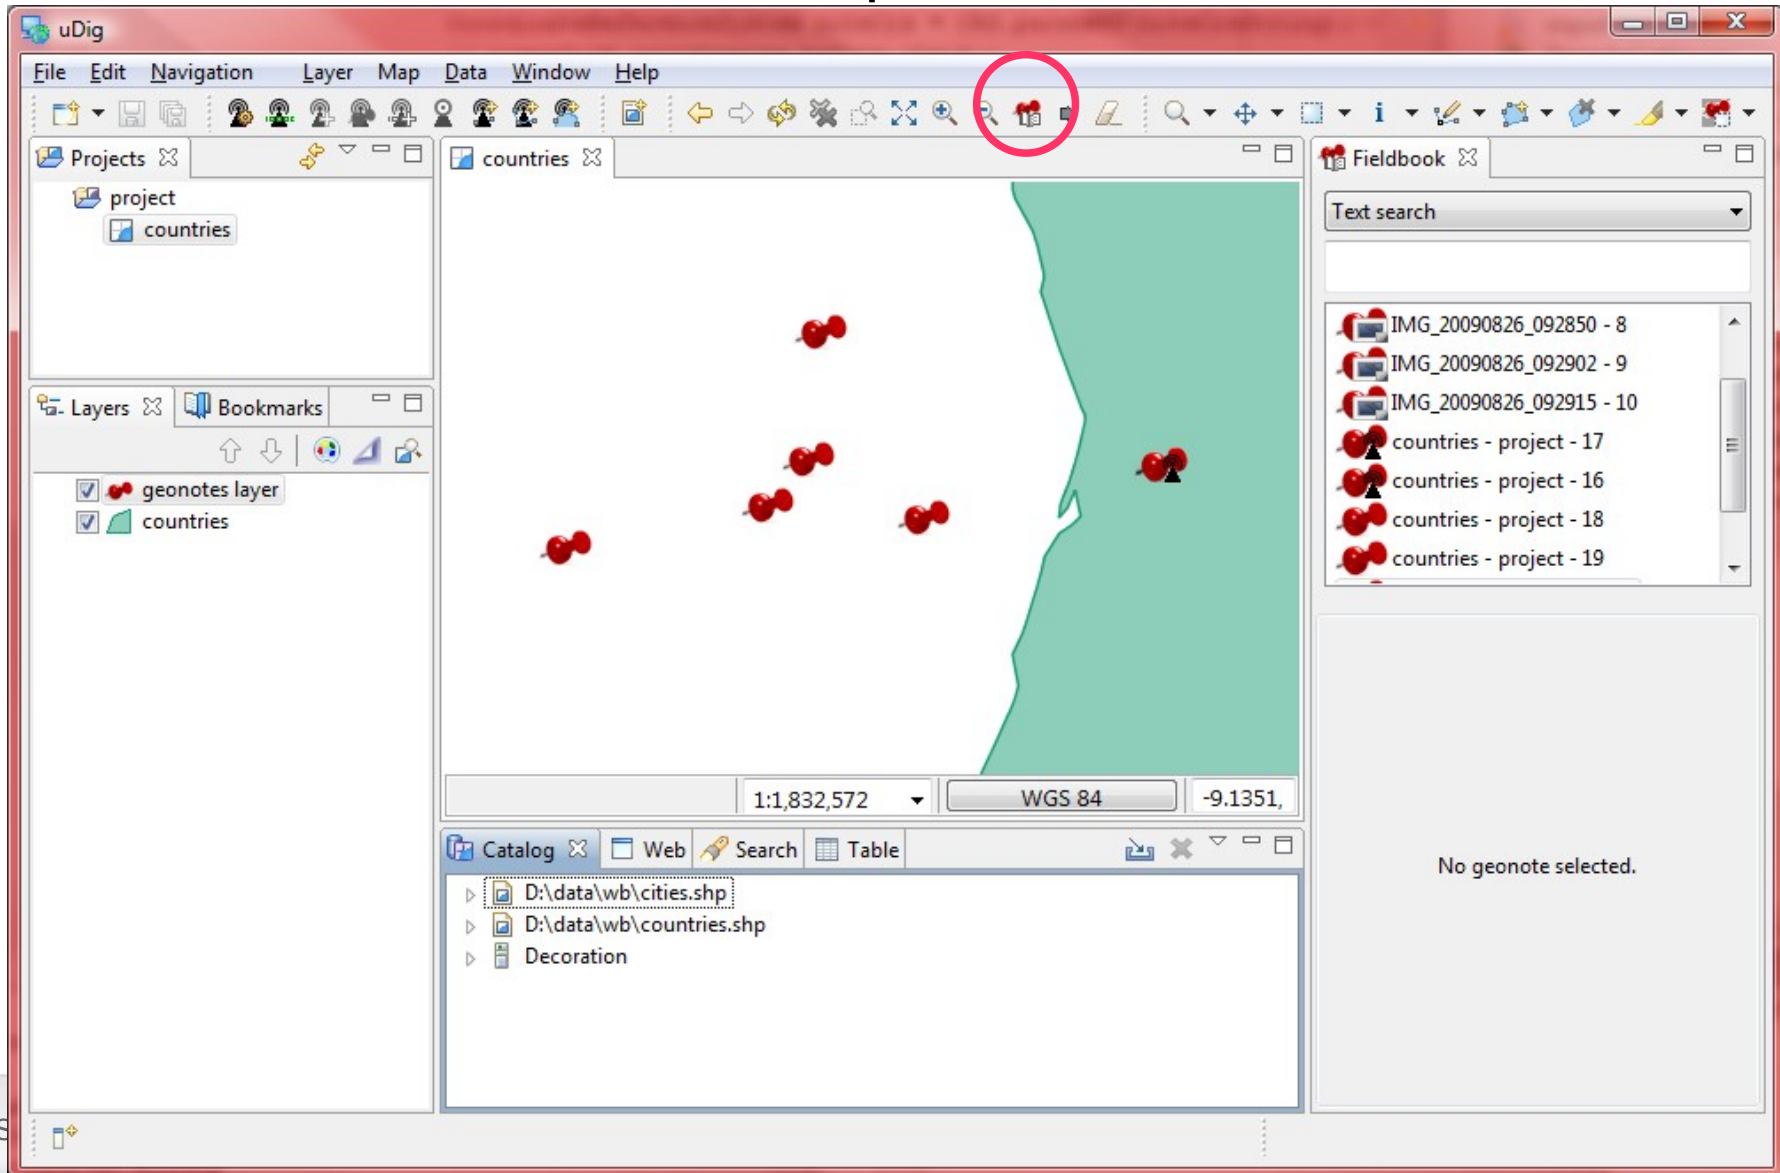 uDig
File Edit Navigation Layer Map Data Window Help
Projects
project
countries
Layers Bookmarks
geonotes layer
countries
countries
1:1,832,572 WGS 84 -9.1351,
Catalog Web Search Table
D:\data\wb\cities.shp
D:\data\wb\countries.shp
Decoration
Fieldbook
Text search
IMG_20090826_092850 - 8
IMG_20090826_092902 - 9
IMG_20090826_092915 - 10
countries - project - 17
countries - project - 16
countries - project - 18
countries - project - 19
No geonote selected.